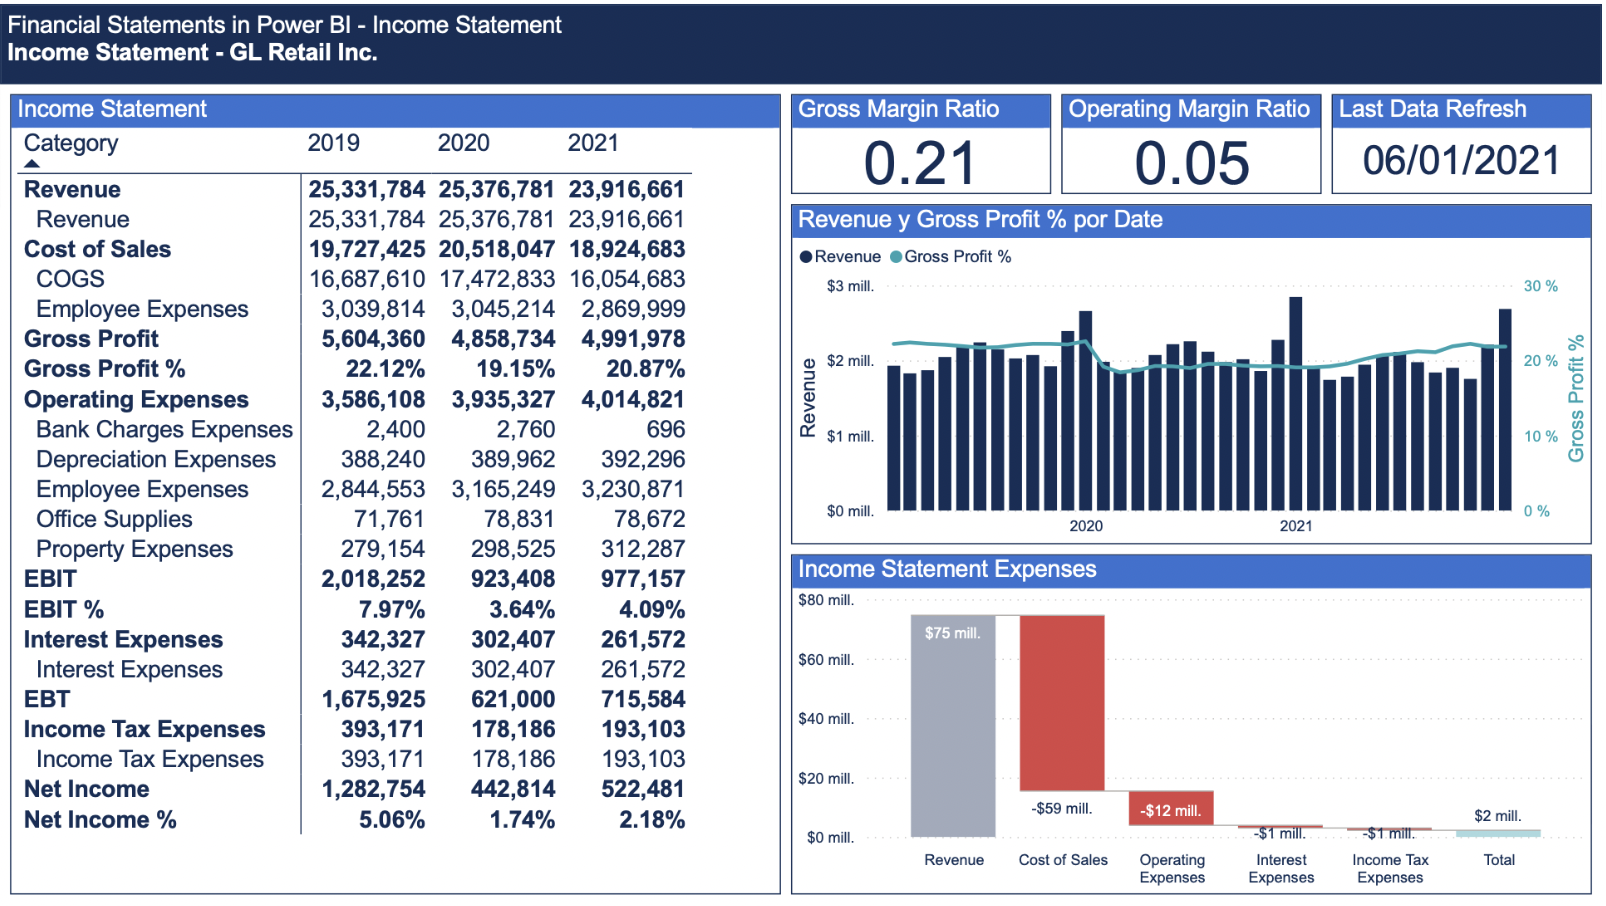 Financial Statements in Power BI - Income Statement
Income Statement - GL Retail Inc.
Income Statement
Category 2019 2020 2021
Revenue 25,331,784 25,376,781 23,916,661
Revenue 25,331,784 25,376,781 23,916,661
Cost of Sales 19,727,425 20,518,047 18,924,683
COGS 16,687,610 17,472,833 16,054,683
Employee Expenses 3,039,814 3,045,214 2,869,999
Gross Profit 5,604,360 4,858,734 4,991,978
Gross Profit % 22.12% 19.15% 20.87%
Operating Expenses 3,586,108 3,935,327 4,014,821
Bank Charges Expenses 2,400 2,760 696
Depreciation Expenses 388,240 389,962 392,296
Employee Expenses 2,844,553 3,165,249 3,230,871
Office Supplies 71,761 78,831 78,672
Property Expenses 279,154 298,525 312,287
EBIT 2,018,252 923,408 977,157
EBIT % 7.97% 3.64% 4.09%
Interest Expenses 342,327 302,407 261,572
Interest Expenses 342,327 302,407 261,572
EBT 1,675,925 621,000 715,584
Income Tax Expenses 393,171 178,186 193,103
Income Tax Expenses 393,171 178,186 193,103
Net Income 1,282,754 442,814 522,481
Net Income % 5.06% 1.74% 2.18%
Gross Margin Ratio
0.21
Operating Margin Ratio
0.05
Last Data Refresh
06/01/2021
Revenue y Gross Profit % por Date
Revenue Gross Profit %
$3 mill. 30 %
$2 mill. 20 %
$1 mill. 10 %
$0 mill. 0 %
Revenue
Gross Profit %
2020 2021
Income Statement Expenses
$80 mill.
$60 mill.
$40 mill.
$20 mill.
$0 mill.
$75 mill.
-$59 mill.
-$12 mill.
-$1 mill.
-$1 mill.
$2 mill.
Revenue Cost of Sales Operating Interest Income Tax Total
Expenses Expenses Expenses